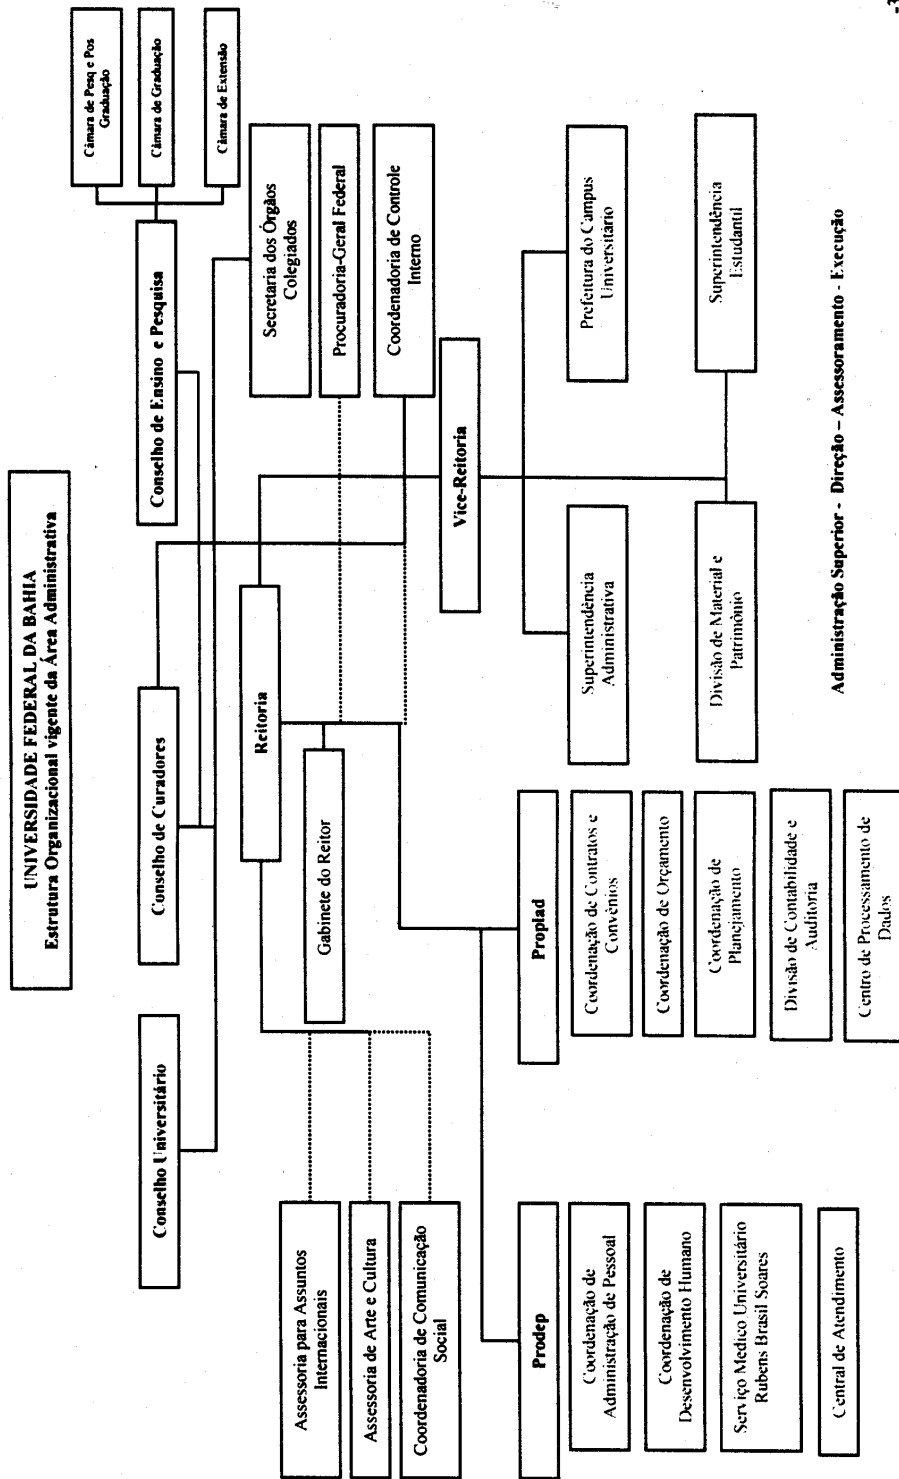 UNIVERSIDADE FEDERAL DA BAHIA
Estrutura Organizacional vigente da Área Administrativa
Conselho Universitário
Conselho de Curadores
Conselho de Ensino e Pesquisa
Câmara de Pesq e Pos
Graduação
Câmara de Graduação
Câmara de Extensão
Secretaria dos Órgãos
Colegiados
Procuradoria-Geral Federal
Coordenadoria de Controle
Interno
Reitoria
Gabinete do Reitor
Assessoria para Assuntos
Internacionais
Assessoria de Arte e Cultura
Coordenadoria de Comunicação
Social
Vice-Reitoria
Prodep
Coordenação de
Administração de Pessoal
Coordenação de
Desenvolvimento Humano
Serviço Medico Universitário
Rubens Brasil Soares
Central de Atendimento
Proplad
Coordenação de Contratos e
Convênios
Coordenação de Orçamento
Coordenação de
Planejamento
Divisão de Contabilidade e
Auditoria
Centro de Processamento de
Dados
Superintendência
Administrativa
Prefeitura do Campus
Universitário
Divisão de Material e
Patrimônio
Superintendência
Estudantil
Administração Superior - Direção – Assessoramento - Execução